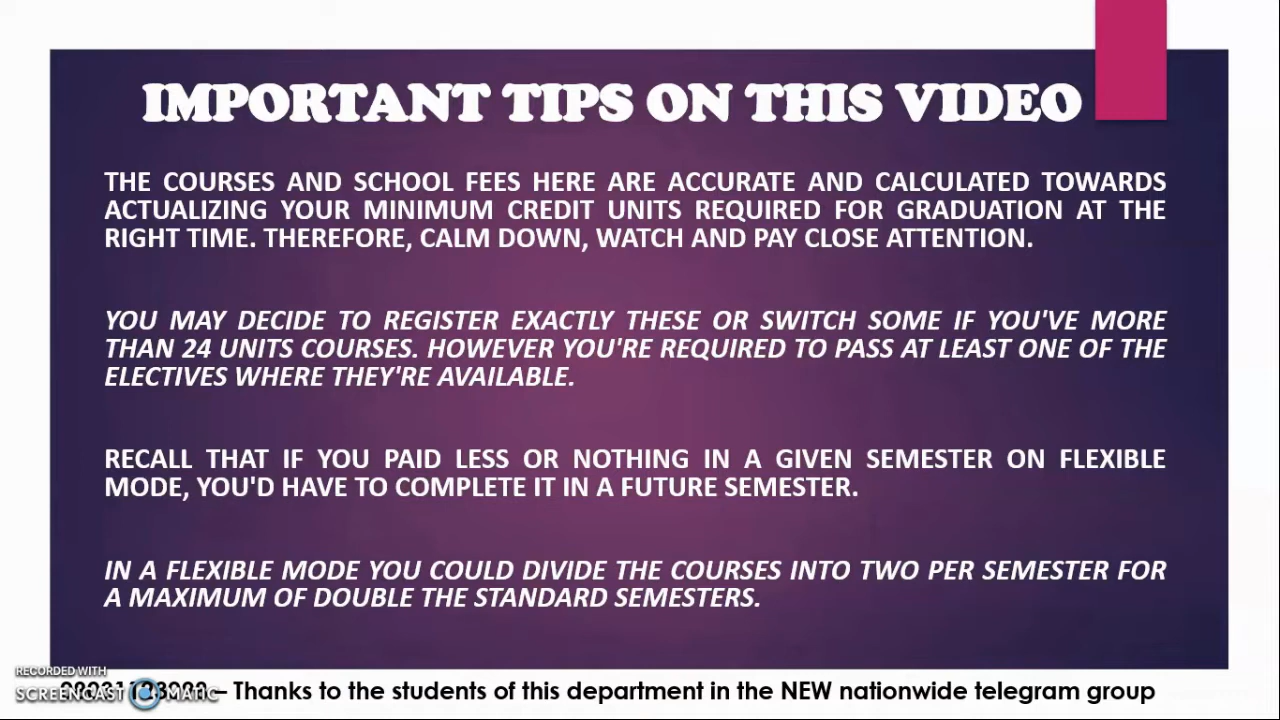 IMPORTANT TIPS ON THIS VIDEO
THE COURSES AND SCHOOL FEES HERE ARE ACCURATE AND CALCULATED TOWARDS
ACTUALIZING YOUR MINIMUM CREDIT UNITS REQUIRED FOR GRADUATION AT THE
RIGHT TIME. THEREFORE, CALM DOWN, WATCH AND PAY CLOSE ATTENTION.
YOU MAY DECIDE TO REGISTER EXACTLY THESE OR SWITCH SOME IF YOU'VE MORE
THAN 24 UNITS COURSES. HOWEVER YOU'RE REQUIRED TO PASS AT LEAST ONE OF THE
ELECTIVES WHERE THEY'RE AVAILABLE.
RECALL THAT IF YOU PAID LESS OR NOTHING IN A GIVEN SEMESTER ON FLEXIBLE
MODE, YOU'D HAVE TO COMPLETE IT IN A FUTURE SEMESTER.
IN A FLEXIBLE MODE YOU COULD DIVIDE THE COURSES INTO TWO PER SEMESTER FOR
A MAXIMUM OF DOUBLE THE STANDARD SEMESTERS.
RECORDED WITH
SCREENCAST MATIC
– Thanks to the students of this department in the NEW nationwide telegram group